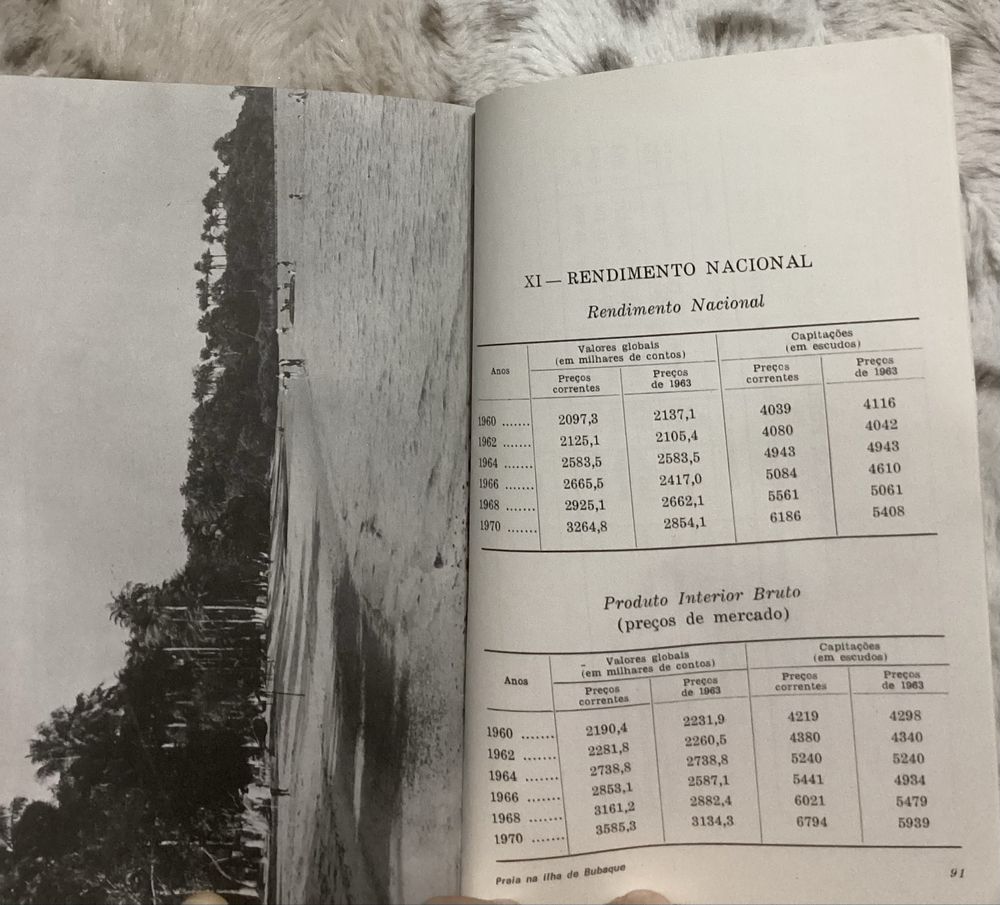 XI — RENDIMENTO NACIONAL
Rendimento Nacional
Anos
Valores globais
(em milhares de contos)
Capitações
(em escudos)
Preços
correntes
Preços
de 1963
Preços
correntes
Preços
de 1963
1960 ....... 2097,3 2137,1 4039 4116
1962 ....... 2125,1 2105,4 4080 4042
1964 ....... 2583,5 2583,5 4943 4943
1966 ....... 2665,5 2417,0 5084 4610
1968 ....... 2925,1 2662,1 5561 5061
1970 ....... 3264,8 2854,1 6186 5408
Produto Interior Bruto
(preços de mercado)
Anos
Valores globais
(em milhares de contos)
Capitações
(em escudos)
Preços
correntes
Preços
de 1963
Preços
correntes
Preços
de 1963
1960 ....... 2190,4 2231,9 4219 4298
1962 ....... 2281,8 2260,5 4380 4340
1964 ....... 2738,8 2738,8 5240 5240
1966 ....... 2853,1 2587,1 5441 4934
1968 ....... 3161,2 2882,4 6021 5479
1970 ....... 3585,3 3134,3 6794 5939
Praia na Ilha de Bubaque
91